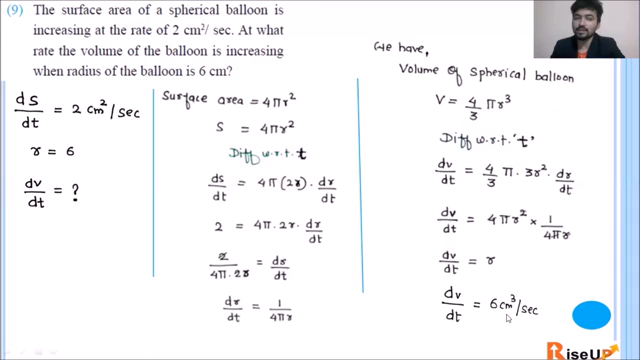 (9) The surface area of a spherical balloon is
increasing at the rate of 2 cm²/ sec. At what
rate the volume of the balloon is increasing
when radius of the balloon is 6 cm?
dS/dt = 2 cm²/sec
r = 6
dv/dt = ?
Surface area = 4πr²
S = 4πr²
Diff w.r.t. t
ds/dt = 4π(2r) · dr/dt
2 = 4π·2r · dr/dt
2/4π·2r = dr/dt
dr/dt = 1/4πr
We have,
Volume of spherical balloon
V = 4/3 πr³
Diff w.r.t. 't'
dv/dt = 4/3 π · 3r² · dr/dt
dv/dt = 4πr² × 1/4πr
dv/dt = r
dv/dt = 6 cm³/sec
RiseUP